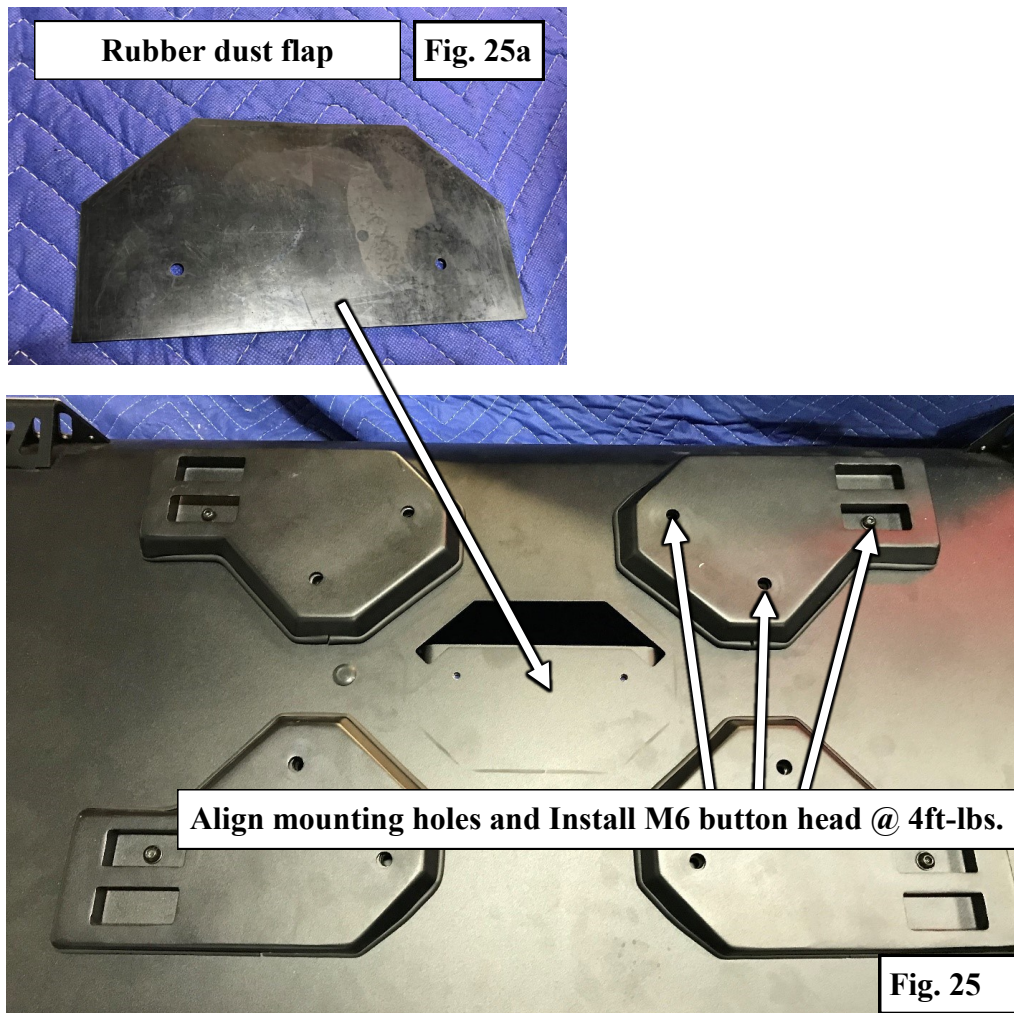 Rubber dust flap
Fig. 25a
Align mounting holes and Install M6 button head @ 4ft-lbs.
Fig. 25